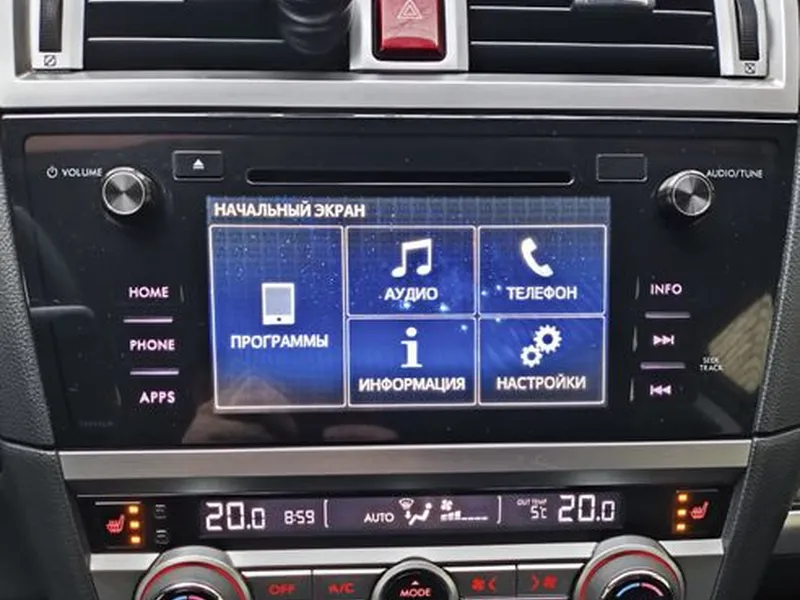 VOLUME
AUDIO/TUNE
НАЧАЛЬНЫЙ ЭКРАН
HOME
PHONE
APPS
ПРОГРАММЫ
АУДИО
ТЕЛЕФОН
ИНФОРМАЦИЯ
НАСТРОЙКИ
INFO
SEEK
TRACK
20.0
8:59
AUTO
OUT TEMP
5°C
20.0
OFF
A/C
MODE